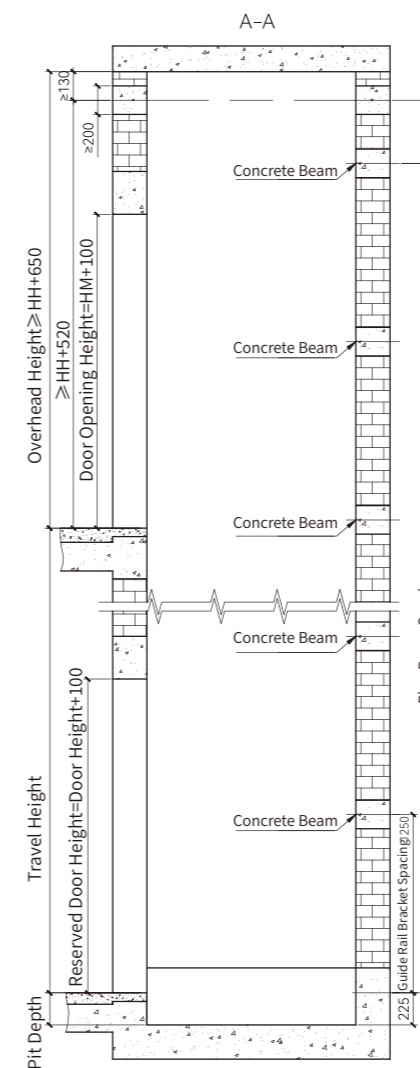 A–A
≥130
≥200
Concrete Beam
Overhead Height⩾HH+650
⩾HH+520
Door Opening Height=HM+100
Concrete Beam
Concrete Beam
Concrete Beam
Reserved Door Height=Door Height+100
Travel Height
Concrete Beam
Guide Rail Bracket Spacing1250
Pit Depth
225